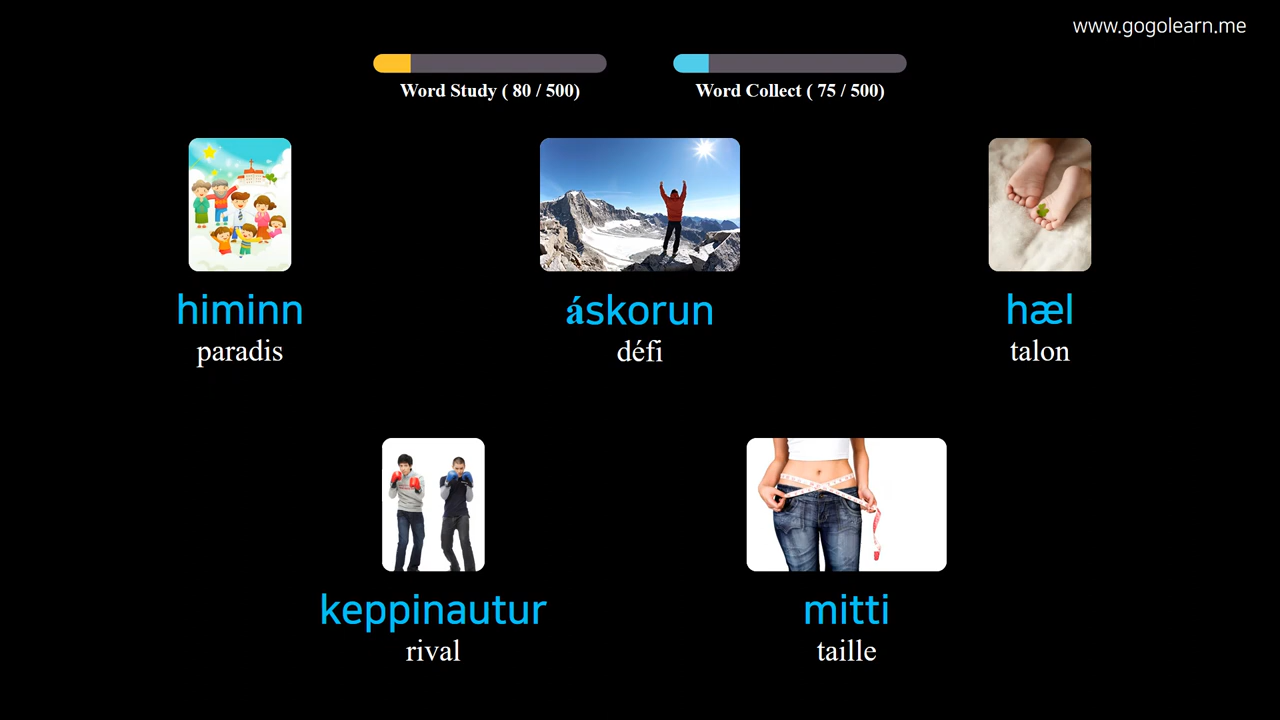 www.gogolearn.me
Word Study ( 80 / 500)
Word Collect ( 75 / 500)
himinn
paradis
áskorun
défi
hæl
talon
keppinautur
rival
mitti
taille